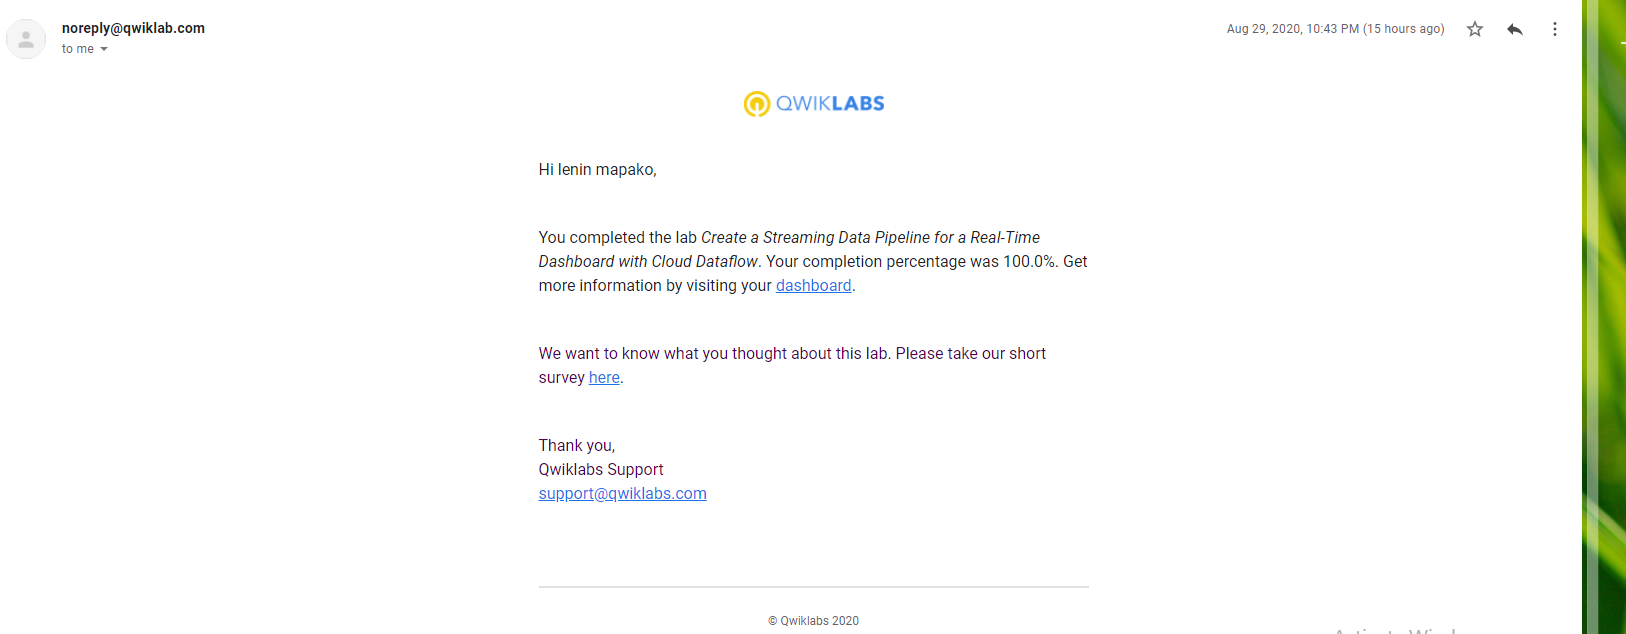 noreply@qwiklab.com
Aug 29, 2020, 10:43 PM (15 hours ago)
to me
QWIKLABS
Hi lenin mapako,
You completed the lab Create a Streaming Data Pipeline for a Real-Time
Dashboard with Cloud Dataflow. Your completion percentage was 100.0%. Get
more information by visiting your dashboard.
We want to know what you thought about this lab. Please take our short
survey here.
Thank you,
Qwiklabs Support
support@qwiklabs.com
© Qwiklabs 2020